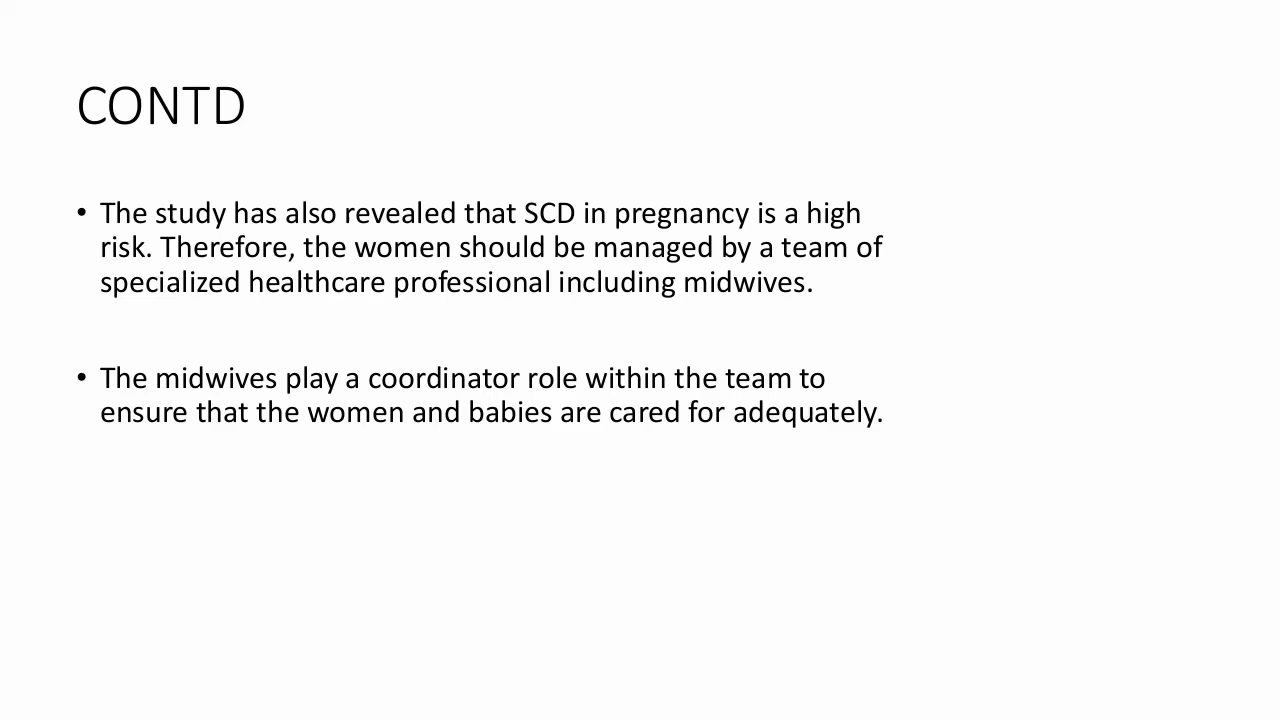 CONTD
• The study has also revealed that SCD in pregnancy is a high
risk. Therefore, the women should be managed by a team of
specialized healthcare professional including midwives.
• The midwives play a coordinator role within the team to
ensure that the women and babies are cared for adequately.